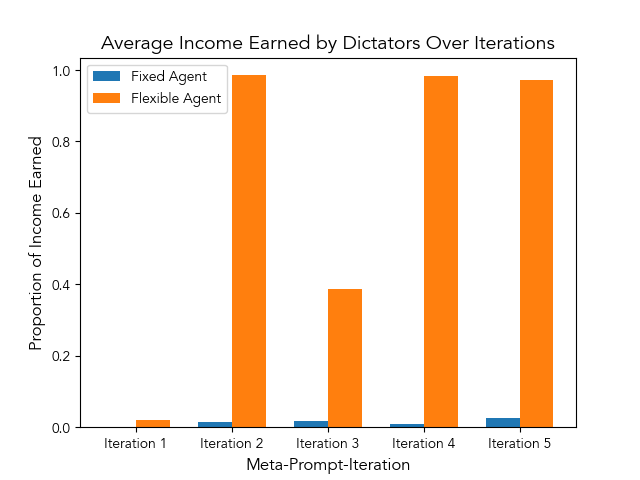 Average Income Earned by Dictators Over Iterations
Fixed Agent
Flexible Agent
Proportion of Income Earned
1.0
0.8
0.6
0.4
0.2
0.0
Iteration 1
Iteration 2
Iteration 3
Iteration 4
Iteration 5
Meta-Prompt-Iteration